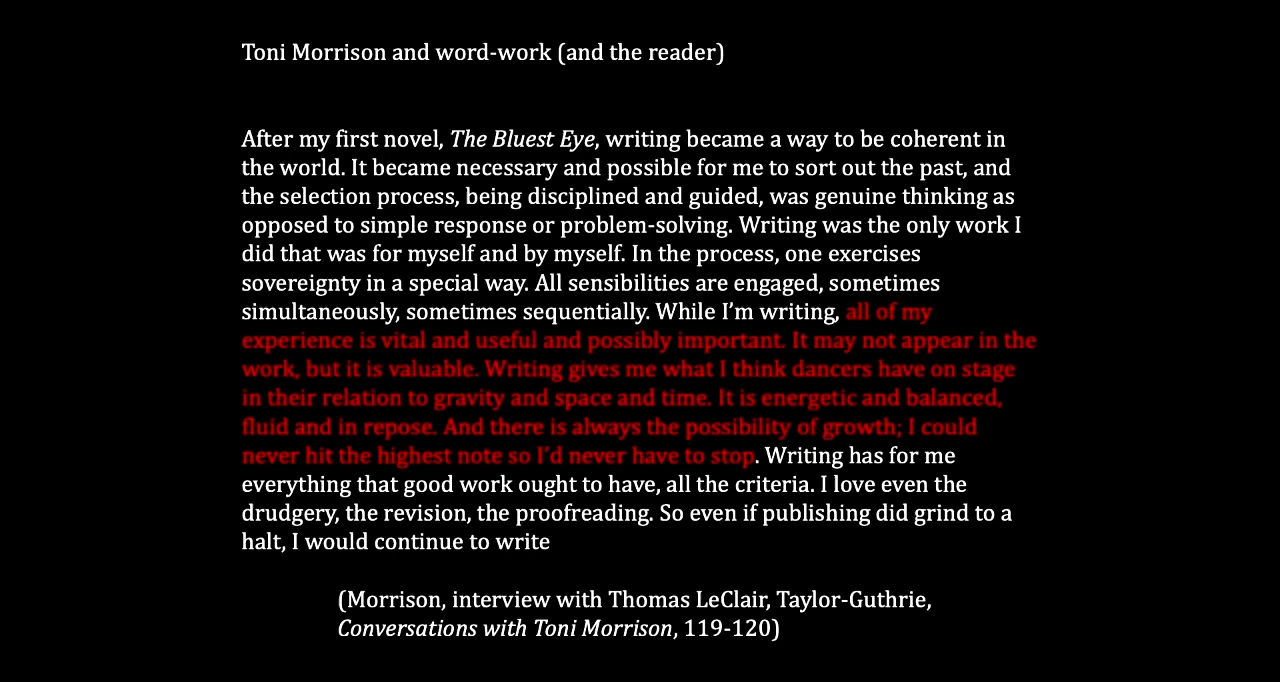 Toni Morrison and word-work (and the reader)
After my first novel, The Bluest Eye, writing became a way to be coherent in
the world. It became necessary and possible for me to sort out the past, and
the selection process, being disciplined and guided, was genuine thinking as
opposed to simple response or problem-solving. Writing was the only work I
did that was for myself and by myself. In the process, one exercises
sovereignty in a special way. All sensibilities are engaged, sometimes
simultaneously, sometimes sequentially. While I’m writing, all of my
experience is vital and useful and possibly important. It may not appear in the
work, but it is valuable. Writing gives me what I think dancers have on stage
in their relation to gravity and space and time. It is energetic and balanced,
fluid and in repose. And there is always the possibility of growth; I could
never hit the highest note so I’d never have to stop. Writing has for me
everything that good work ought to have, all the criteria. I love even the
drudgery, the revision, the proofreading. So even if publishing did grind to a
halt, I would continue to write
(Morrison, interview with Thomas LeClair, Taylor-Guthrie,
Conversations with Toni Morrison, 119-120)